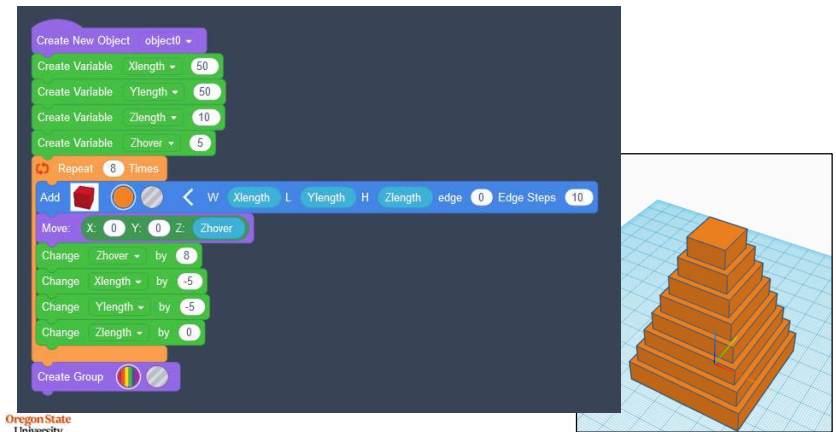 Create New Object object0
Create Variable Xlength 50
Create Variable Ylength 50
Create Variable Zlength 10
Create Variable Zhover 5
Repeat 8 Times
Add W Xlength L Ylength H Zlength edge 0 Edge Steps 10
Move: X: 0 Y: 0 Z: Zhover
Change Zhover by 8
Change Xlength by -5
Change Ylength by -5
Change Zlength by 0
Create Group
Oregon State
University